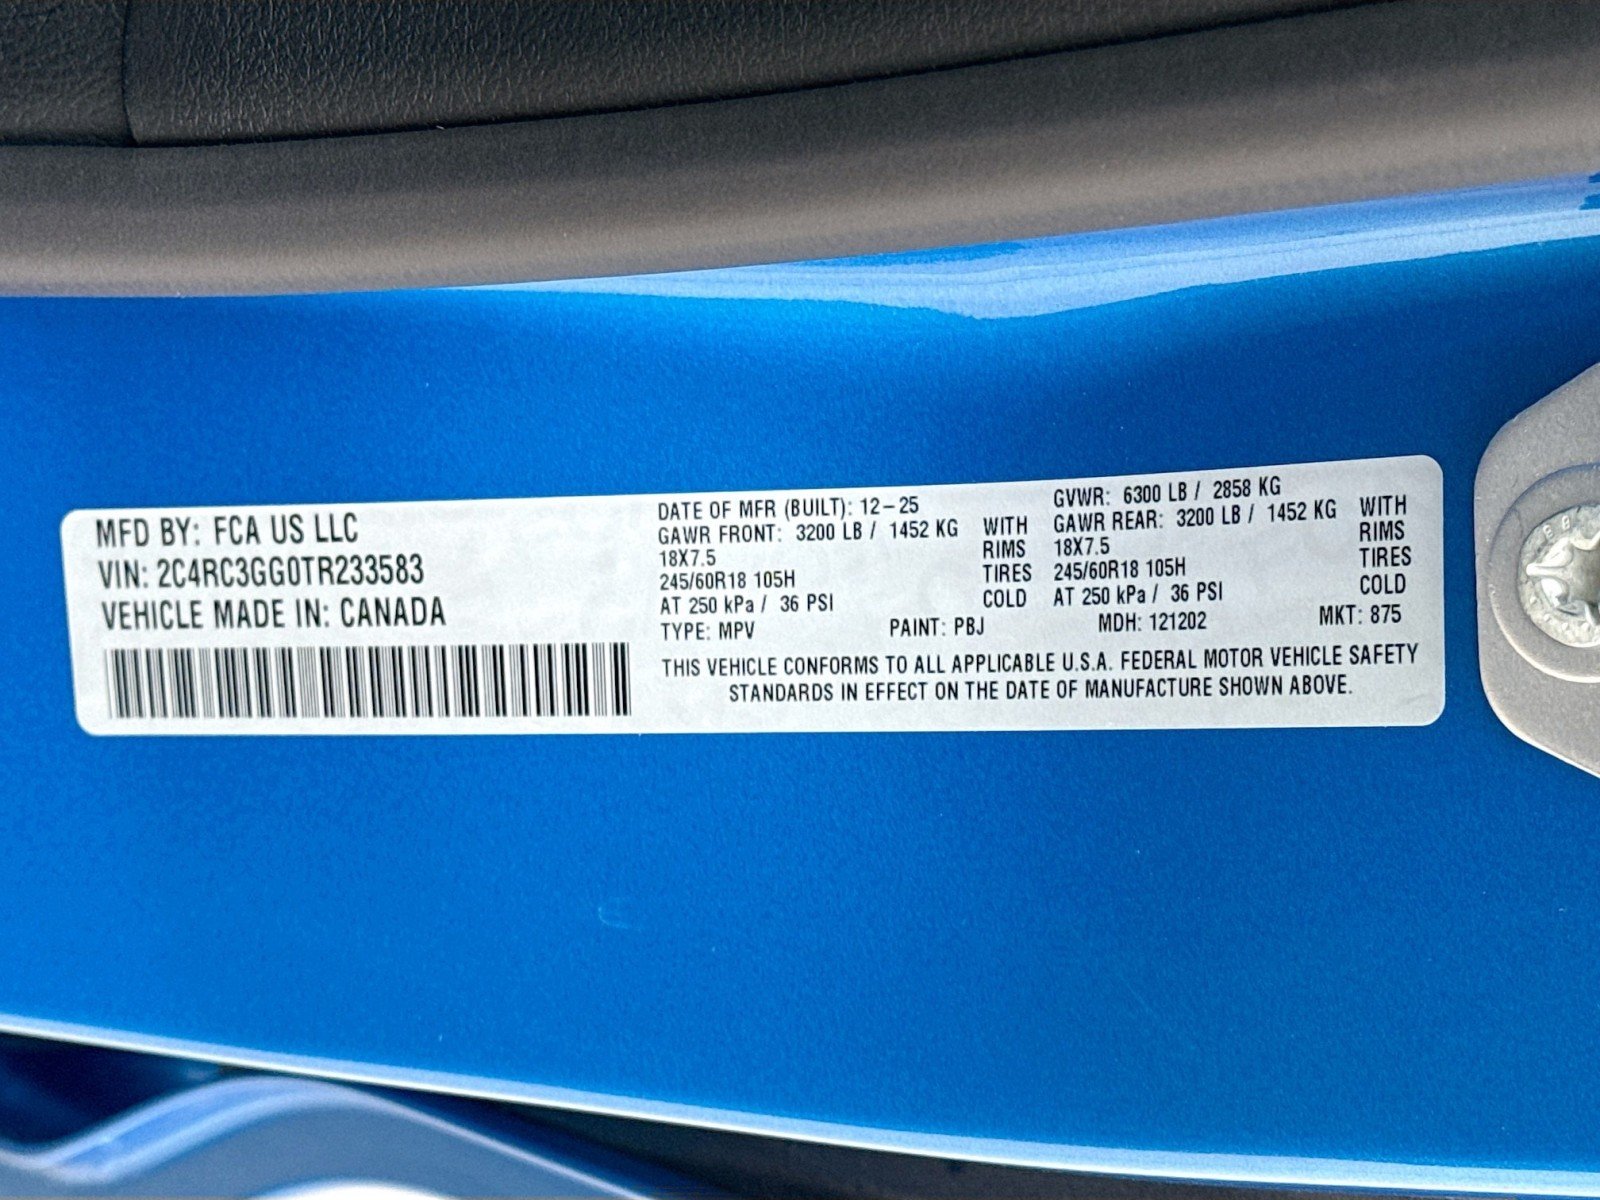 MFD BY: FCA US LLC
VIN: 2C4RC3GG0TR233583
VEHICLE MADE IN: CANADA
DATE OF MFR (BUILT): 12-25
GAWR FRONT: 3200 LB / 1452 KG WITH
18X7.5 RIMS
245/60R18 105H TIRES
AT 250 kPa / 36 PSI COLD
GVWR: 6300 LB / 2858 KG
GAWR REAR: 3200 LB / 1452 KG WITH
18X7.5 RIMS
245/60R18 105H TIRES
AT 250 kPa / 36 PSI COLD
TYPE: MPV PAINT: PBJ MDH: 121202 MKT: 875
THIS VEHICLE CONFORMS TO ALL APPLICABLE U.S.A. FEDERAL MOTOR VEHICLE SAFETY
STANDARDS IN EFFECT ON THE DATE OF MANUFACTURE SHOWN ABOVE.